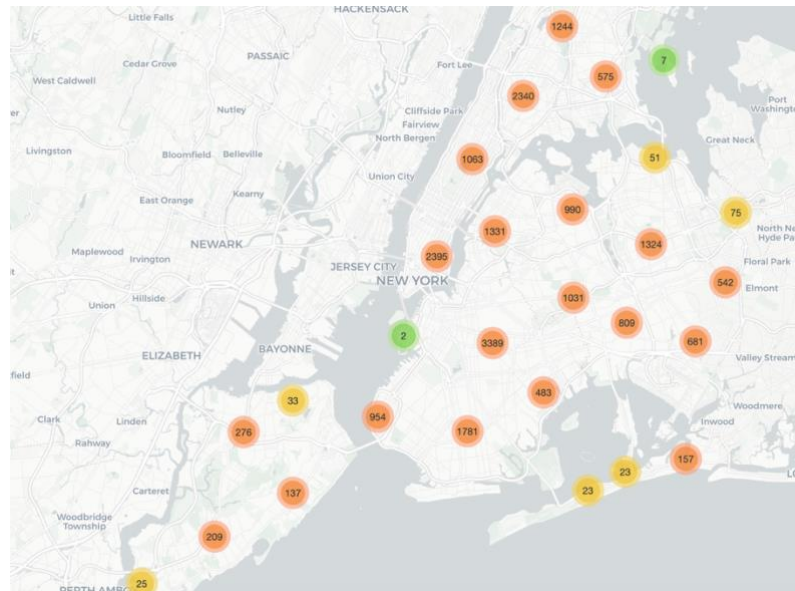 HACKENSACK
Little Falls
1244
PASSAIC
Cedar Grove
Fort Lee
7
575
West Caldwell
2340
Port
Washingto
Nutley
Cliffside Park
Fairview
North Bergen
Great Neck
Livingston
Bloomfield
Belleville
1063
51
Union City
Kearny
East Orange
990
75
1331
North Ne
Hyde Pa
NEWARK
1324
Maplewood
Irvington
2395
JERSEY CITY
NEW YORK
Floral Park
542
Elmont
Union
Hillside
1031
809
2
3389
681
ELIZABETH
BAYONNE
Valley Stream
field
483
33
954
Woodmere
Clark
Linden
276
1781
Inwood
Rahway
157
23
23
Carteret
137
Woodbridge
Township
209
25
PERTH AMBO